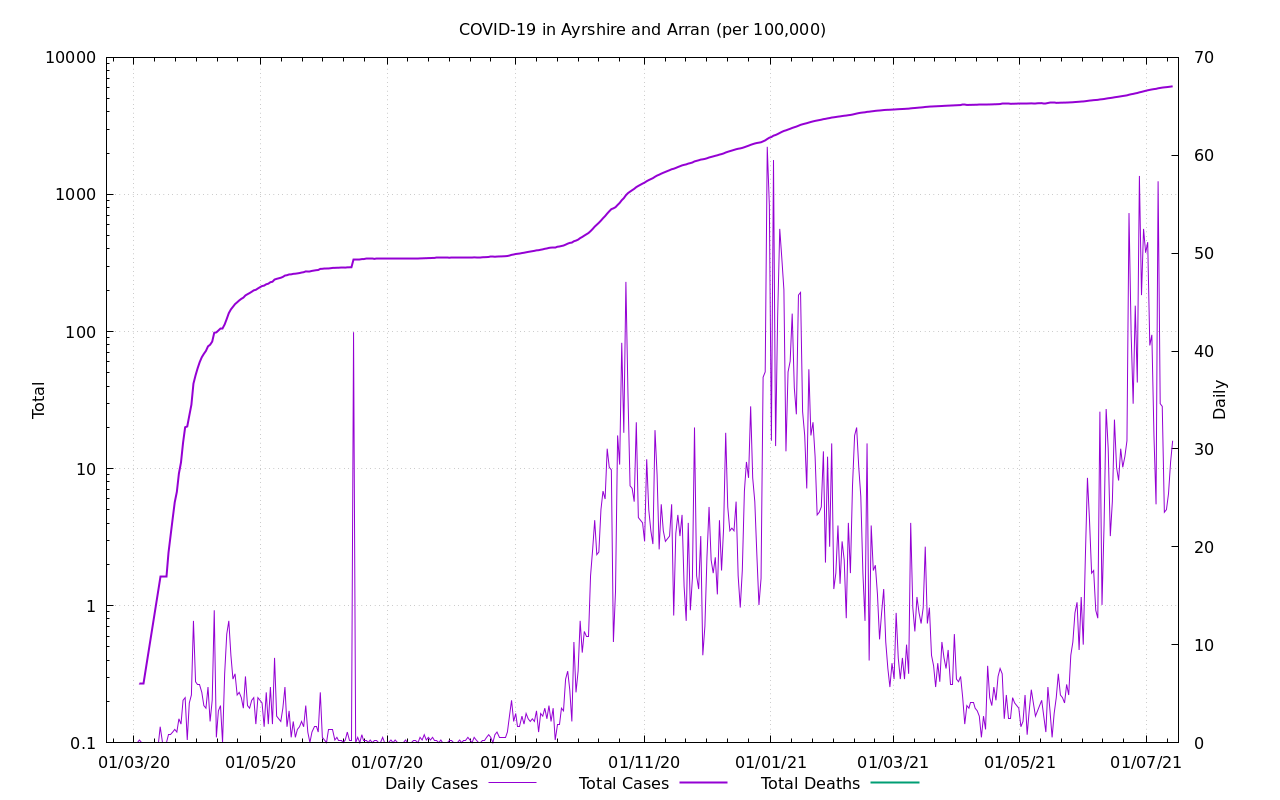 COVID-19 in Ayrshire and Arran (per 100,000)
10000
1000
100
10
1
0.1
Total
70
60
50
40
30
20
10
0
Daily
01/03/20 01/05/20 01/07/20 01/09/20 01/11/20 01/01/21 01/03/21 01/05/21 01/07/21
Daily Cases Total Cases Total Deaths